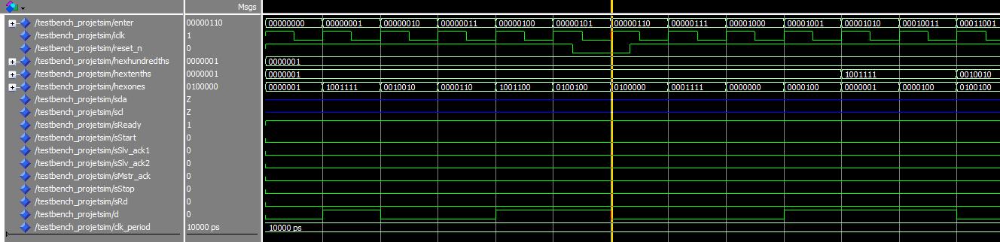 Msgs
/testbench_projetsim/enter 00000110 00000000 00000001 00000010 00000011 00000100 00000101 00000110 00000111 00001000 00001001 00001010 00010011 00011001
/testbench_projetsim/iclk 1
/testbench_projetsim/reset_n 0
/testbench_projetsim/hexhundredths 0000001 0000001
/testbench_projetsim/hextenths 0000001 0000001 1001111 0010010
/testbench_projetsim/hexones 0100000 0000001 1001111 0010010 0000110 1001100 0100100 0100000 0001111 0000000 0000100 0000001 0000100 0100100
/testbench_projetsim/sda Z
/testbench_projetsim/scl Z
/testbench_projetsim/sReady 1
/testbench_projetsim/sStart 0
/testbench_projetsim/sSlv_ack1 0
/testbench_projetsim/sSlv_ack2 0
/testbench_projetsim/sMstr_ack 0
/testbench_projetsim/sStop 0
/testbench_projetsim/sRd 0
/testbench_projetsim/d 0
/testbench_projetsim/clk_period 10000 ps 10000 ps